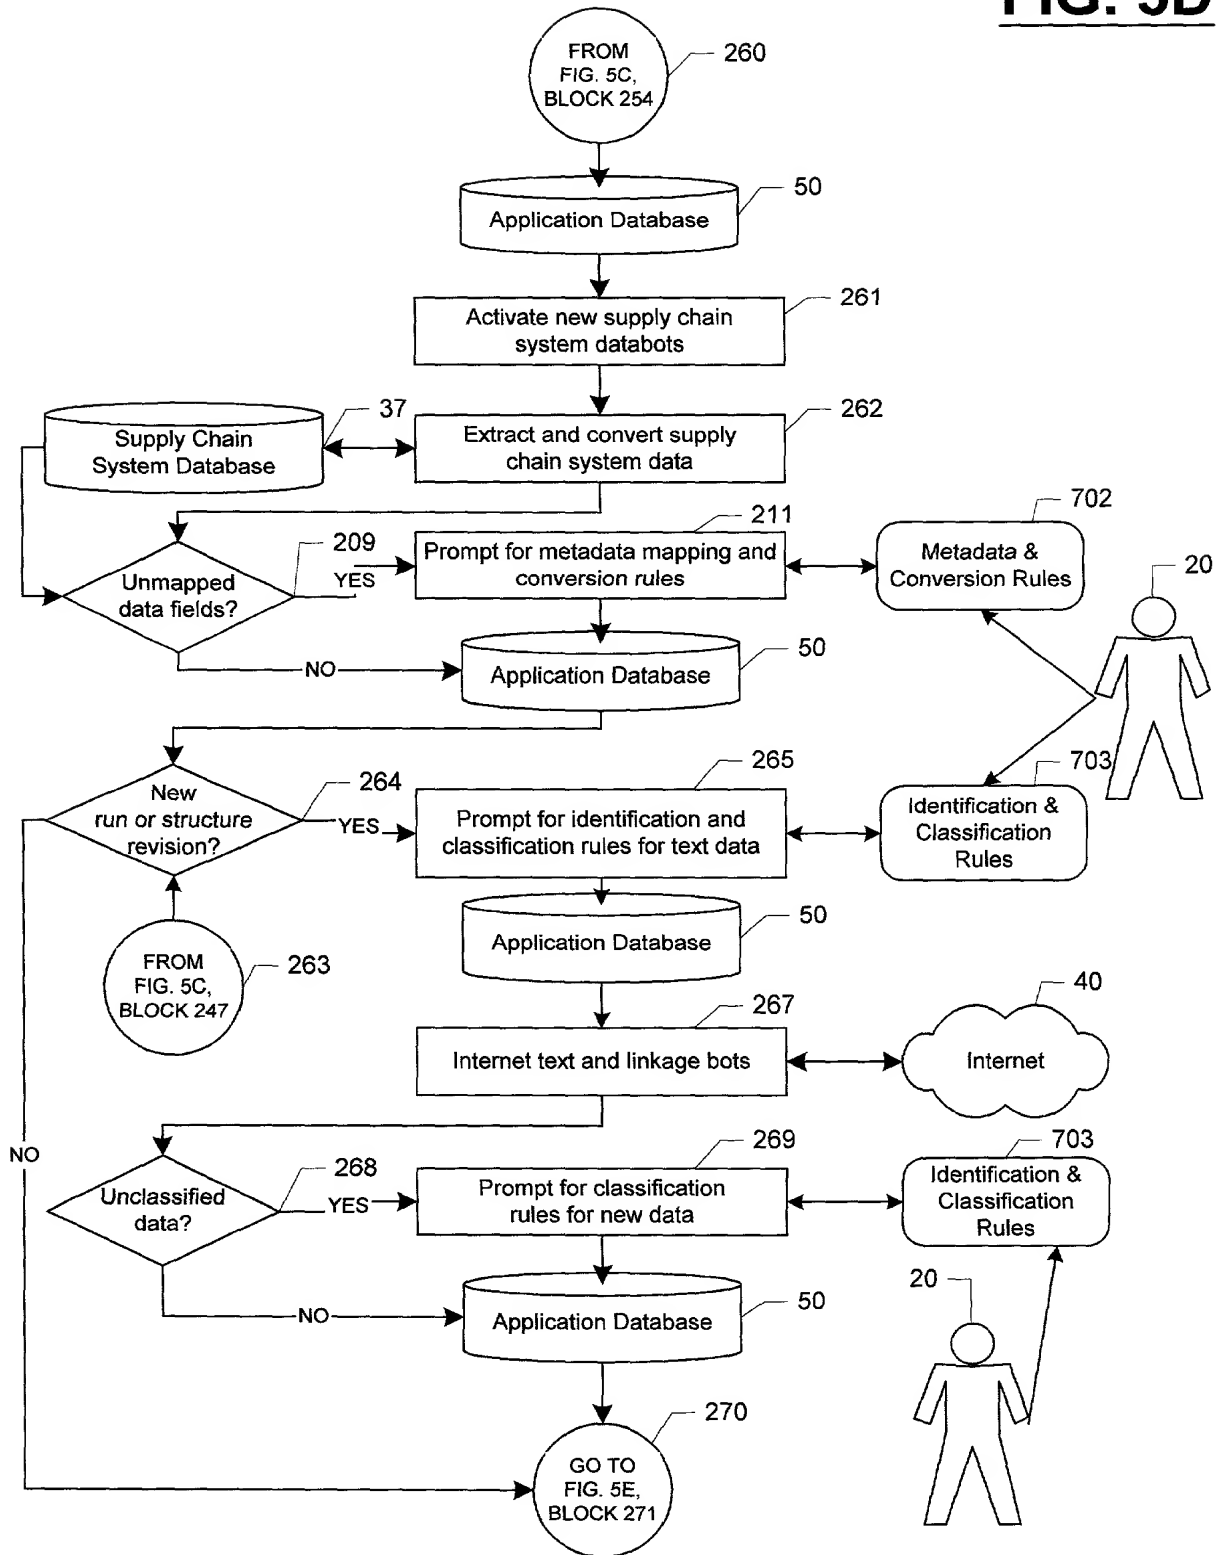 FIG. 5D
FROM
FIG. 5C,
BLOCK 254
260
50
Application Database
261
Activate new supply chain
system databots
37
262
Supply Chain
System Database
Extract and convert supply
chain system data
209
211
702
Unmapped
data fields?
YES
Prompt for metadata mapping and
conversion rules
Metadata &
Conversion Rules
20
NO
50
Application Database
264
265
703
New
run or structure
revision?
YES
Prompt for identification and
classification rules for text data
Identification &
Classification
Rules
50
Application Database
FROM
FIG. 5C,
BLOCK 247
263
267
40
Internet text and linkage bots
Internet
NO
268
269
703
Unclassified
data?
YES
Prompt for classification
rules for new data
Identification &
Classification
Rules
20
NO
50
Application Database
270
GO TO
FIG. 5E,
BLOCK 271